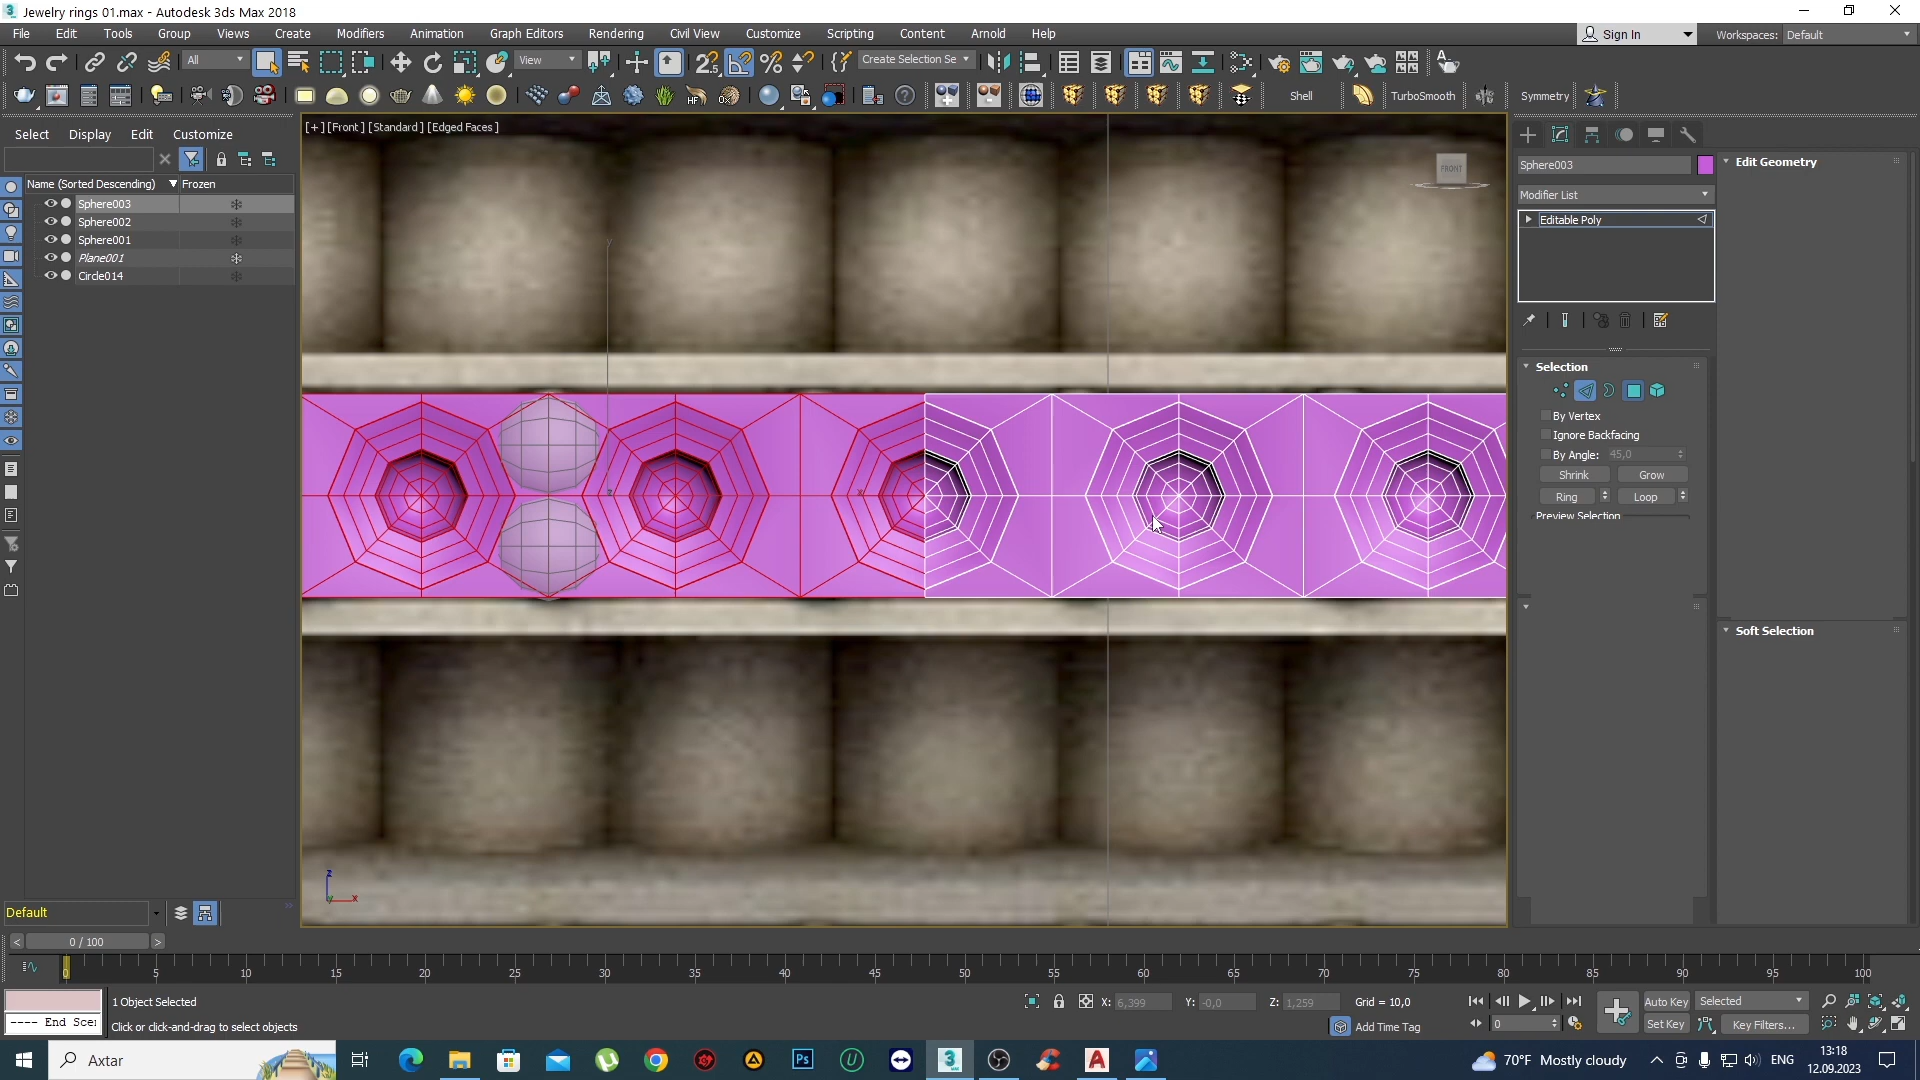 Jewelry rings 01.max - Autodesk 3ds Max 2018
File Edit Tools Group Views Create Modifiers Animation Graph Editors Rendering Civil View Customize Scripting Content Arnold Help
Sign In Workspaces: Default
All View Create Selection Se
Shell TurboSmooth Symmetry
Select Display Edit Customize
[+] [Front] [Standard] [Edged Faces]
FRONT
Name (Sorted Descending) Frozen
Sphere003
Sphere002
Sphere001
Plane001
Circle014
Sphere003
Modifier List
Editable Poly
Edit Geometry
Selection
By Vertex
Ignore Backfacing
By Angle: 45,0
Shrink Grow
Ring Loop
Preview Selection
Soft Selection
Default
0 / 100
0 5 10 15 20 25 30 35 40 45 50 55 60 65 70 75 80 85 90 95 100
1 Object Selected
---- End Scer
Click or click-and-drag to select objects
X: 6,399 Y: -0,0 Z: 1,259 Grid = 10,0
Add Time Tag
0
Auto Key Selected
Set Key Key Filters...
Axtar
70°F Mostly cloudy
ENG
13:18
12.09.2023